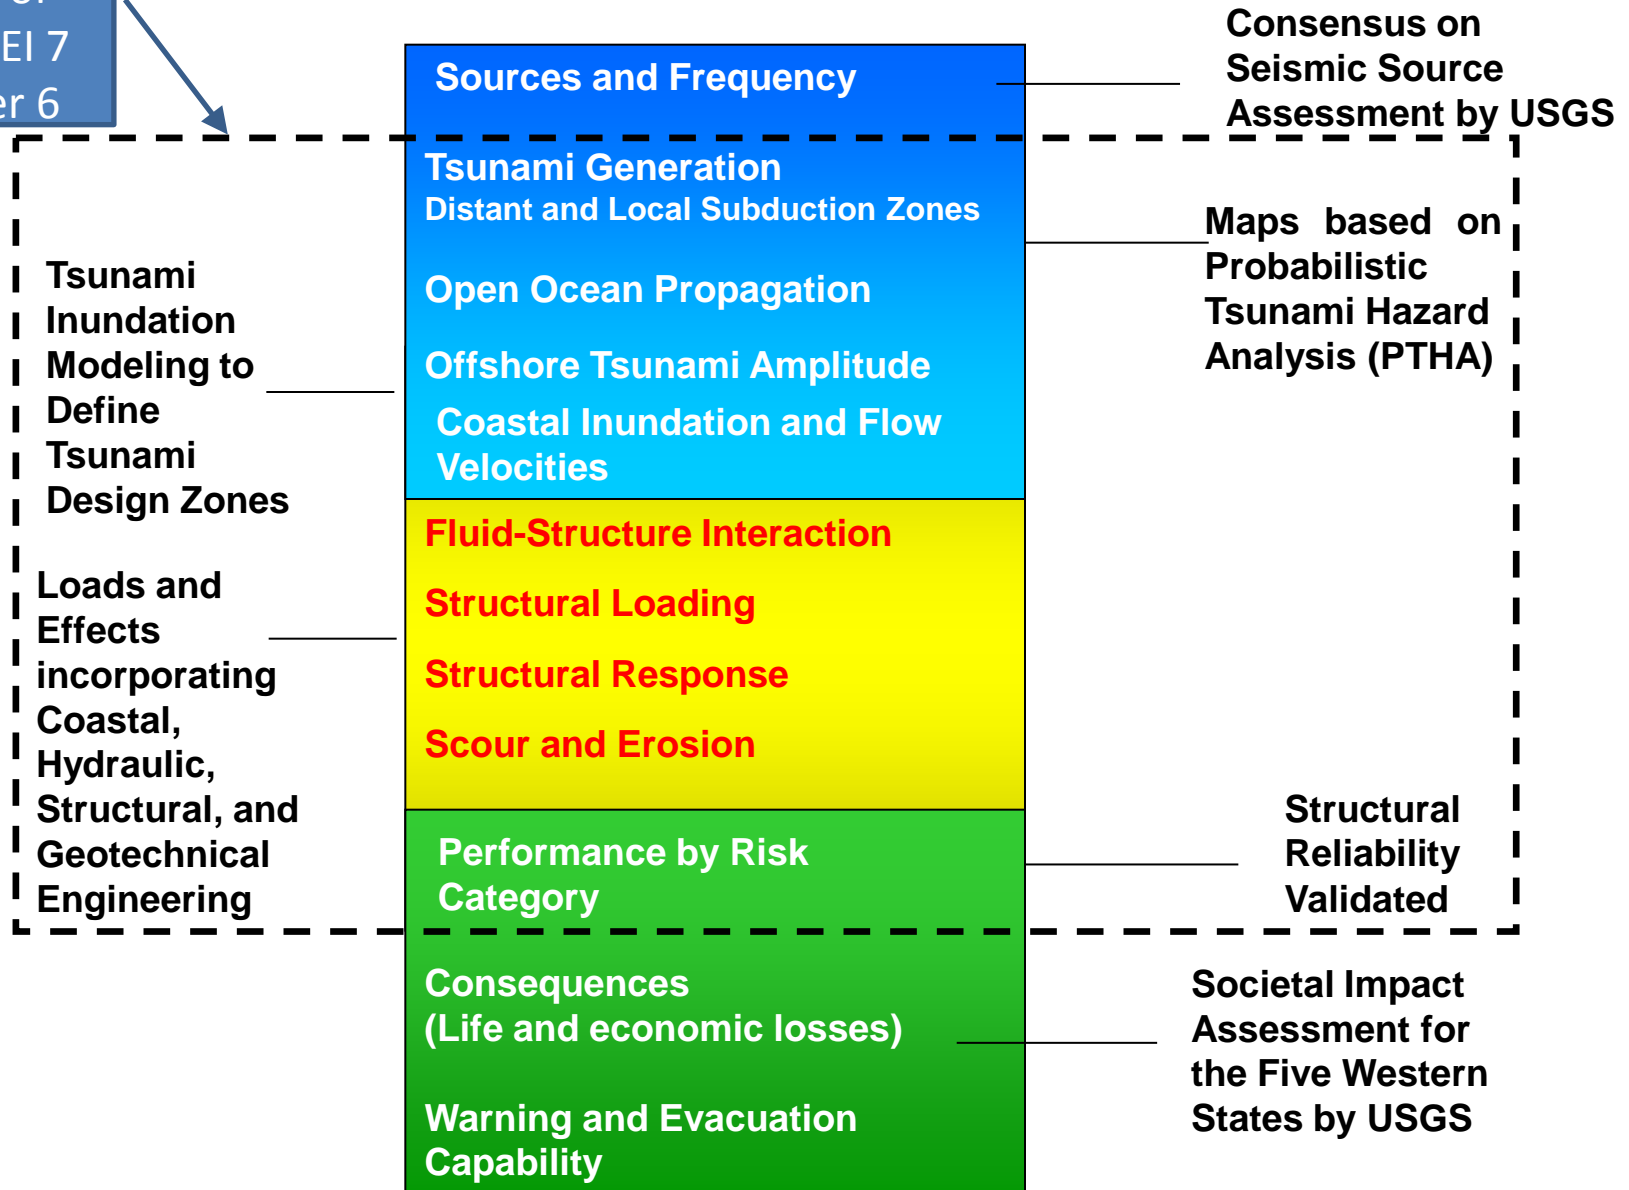 EI 7
er 6
Consensus on
Seismic Source
Assessment by USGS
Sources and Frequency
Tsunami Generation
Distant and Local Subduction Zones
Open Ocean Propagation
Offshore Tsunami Amplitude
Coastal Inundation and Flow
Velocities
Maps based on
Probabilistic
Tsunami Hazard
Analysis (PTHA)
Tsunami
Inundation
Modeling to
Define
Tsunami
Design Zones
Fluid-Structure Interaction
Structural Loading
Structural Response
Scour and Erosion
Loads and
Effects
incorporating
Coastal,
Hydraulic,
Structural, and
Geotechnical
Engineering
Performance by Risk
Category
Structural
Reliability
Validated
Consequences
(Life and economic losses)
Societal Impact
Assessment for
the Five Western
States by USGS
Warning and Evacuation
Capability